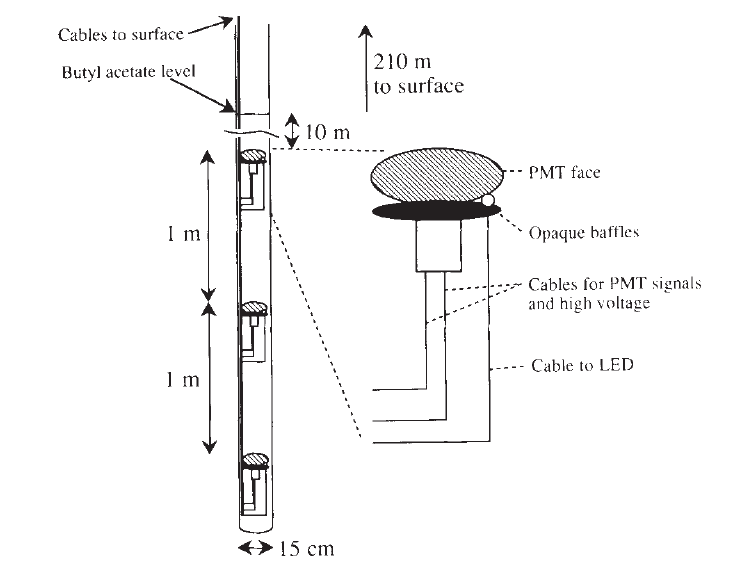 Cables to surface
Butyl acetate level
210 m
to surface
10 m
PMT face
1 m
Opaque baffles
Cables for PMT signals
and high voltage
1 m
Cable to LED
15 cm